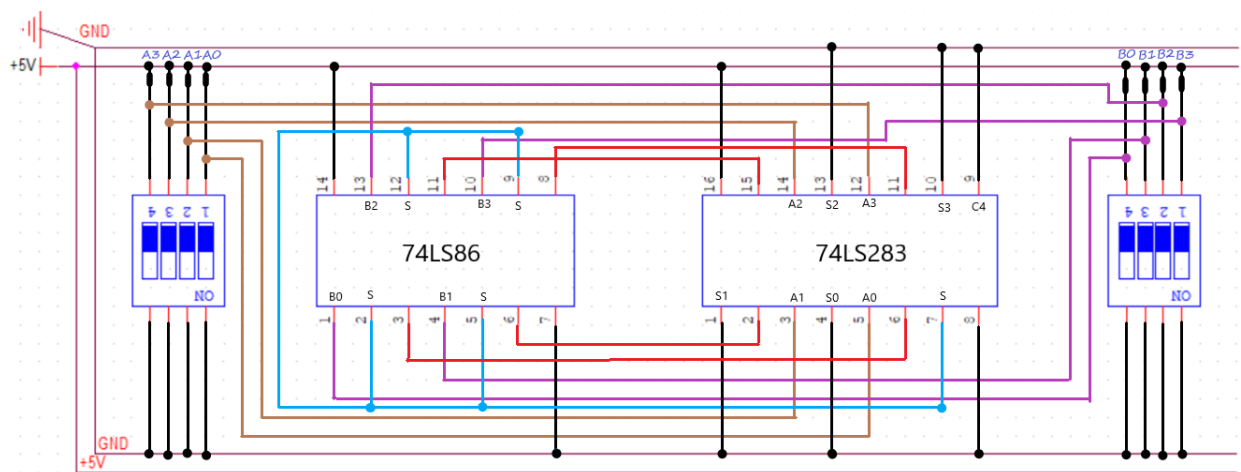 GND
+5V
A3 A2 A1 A0
B0 B1 B2 B3
14 13 12 11 10 9 8
16 15 14 13 12 11 10 9
B2 S B3 S
A2 S2 A3 S3 C4
4 3 2 1
74LS86
74LS283
4 3 2 1
ON
B0 S B1 S
S1 A1 S0 A0 S
ON
1 2 3 4 5 6 7
1 2 3 4 5 6 7 8
GND
+5V